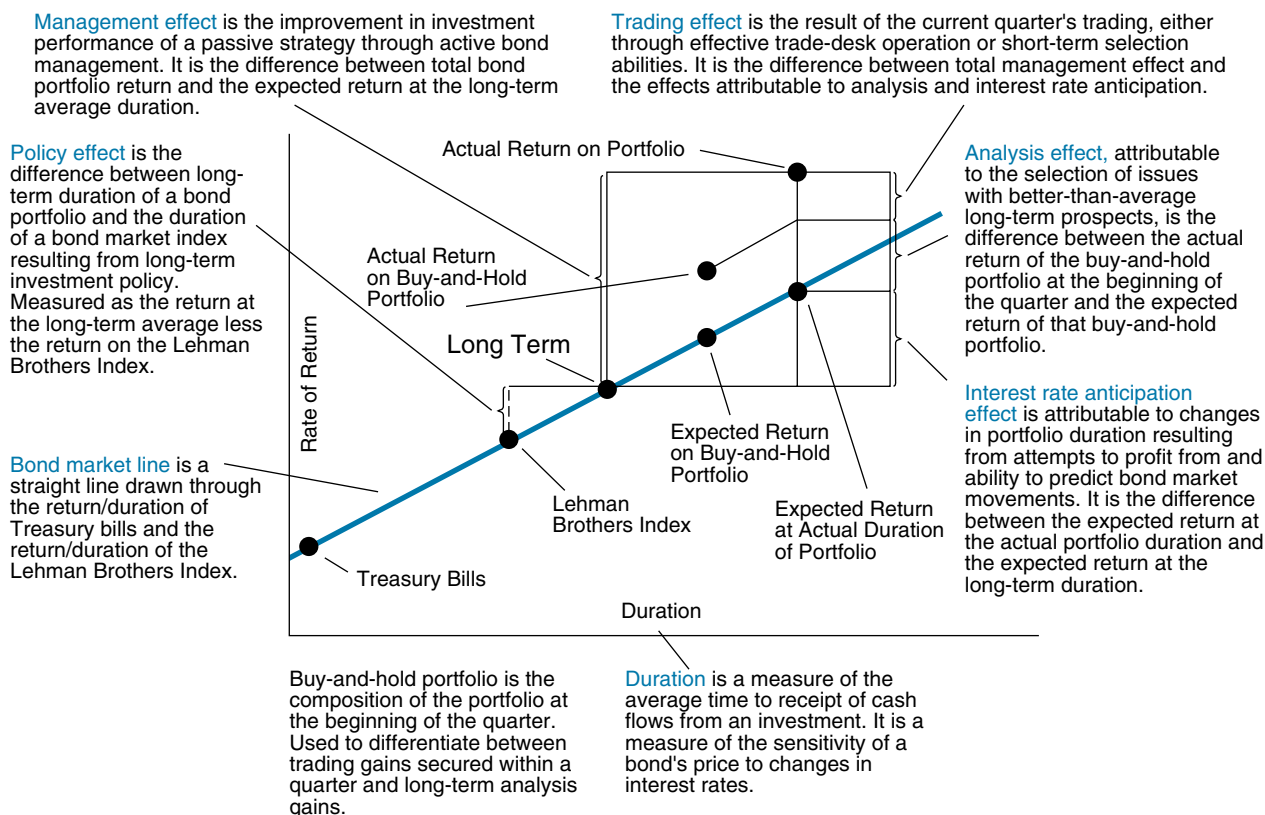 Management effect is the improvement in investment
performance of a passive strategy through active bond
management. It is the difference between total bond
portfolio return and the expected return at the long-term
average duration.
Trading effect is the result of the current quarter's trading, either
through effective trade-desk operation or short-term selection
abilities. It is the difference between total management effect and
the effects attributable to analysis and interest rate anticipation.
Policy effect is the
difference between long-
term duration of a bond
portfolio and the duration
of a bond market index
resulting from long-term
investment policy.
Measured as the return at
the long-term average less
the return on the Lehman
Brothers Index.
Bond market line is a
straight line drawn through
the return/duration of
Treasury bills and the
return/duration of the
Lehman Brothers Index.
Rate of Return
Actual Return on Portfolio
Actual Return
on Buy-and-Hold
Portfolio
Long Term
Expected Return
on Buy-and-Hold
Portfolio
Lehman
Brothers Index
Expected Return
at Actual Duration
of Portfolio
Treasury Bills
Duration
Analysis effect, attributable
to the selection of issues
with better-than-average
long-term prospects, is the
difference between the actual
return of the buy-and-hold
portfolio at the beginning of
the quarter and the expected
return of that buy-and-hold
portfolio.
Interest rate anticipation
effect is attributable to changes
in portfolio duration resulting
from attempts to profit from and
ability to predict bond market
movements. It is the difference
between the expected return at
the actual portfolio duration and
the expected return at the
long-term duration.
Buy-and-hold portfolio is the
composition of the portfolio at
the beginning of the quarter.
Used to differentiate between
trading gains secured within a
quarter and long-term analysis
gains.
Duration is a measure of the
average time to receipt of cash
flows from an investment. It is a
measure of the sensitivity of a
bond's price to changes in
interest rates.